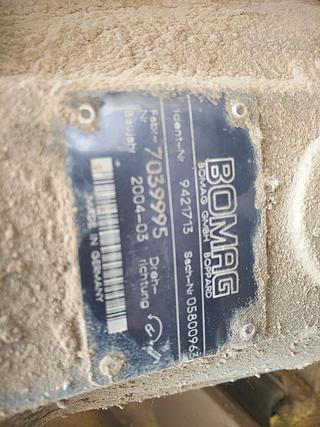 BOMAG
BOMAG GMBH BOPPARD
Ident-Nr 9421713 Sach-Nr 05800963
Fabr-Nr 7039995 Dreh-richtung
Baujahr 2004-03
MADE IN GERMANY